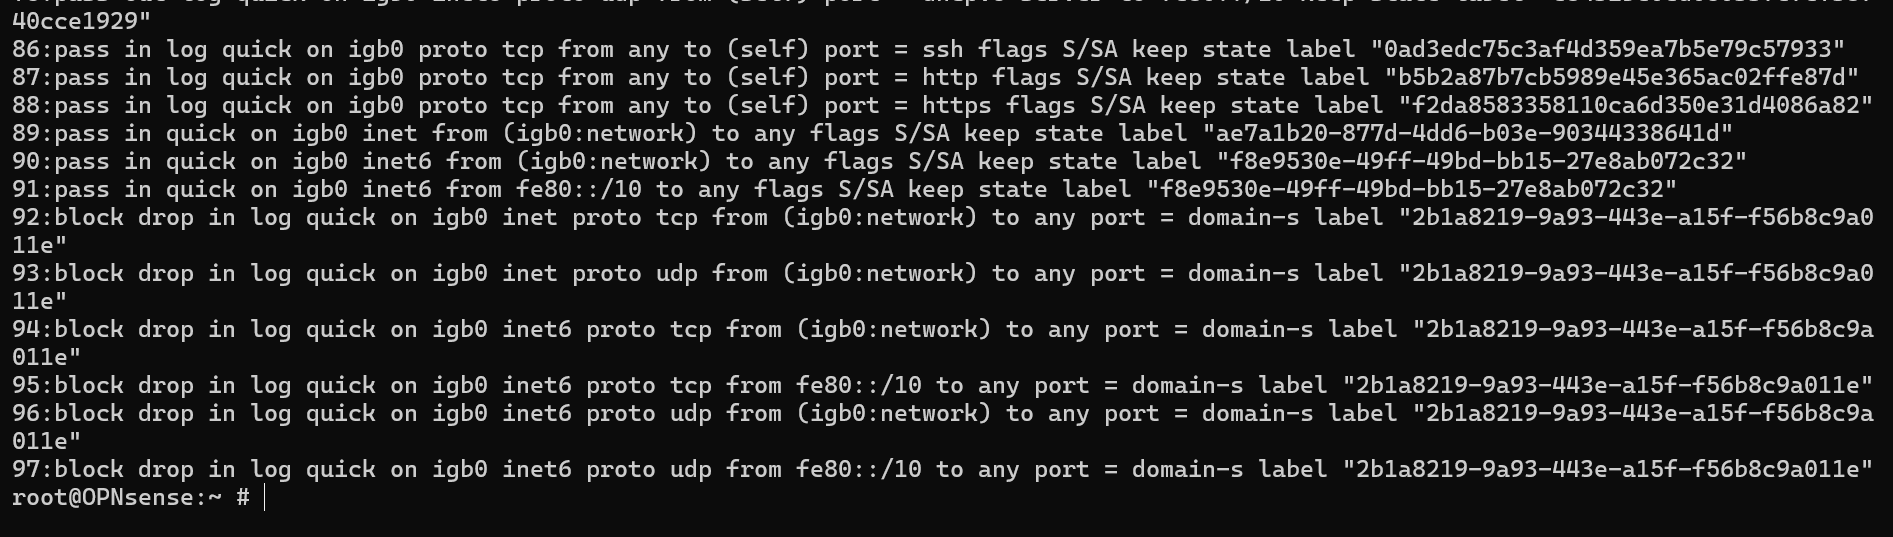 40cce1929"
86:pass in log quick on igb0 proto tcp from any to (self) port = ssh flags S/SA keep state label "0ad3edc75c3af4d359ea7b5e79c57933"
87:pass in log quick on igb0 proto tcp from any to (self) port = http flags S/SA keep state label "b5b2a87b7cb5989e45e365ac02ffe87d"
88:pass in log quick on igb0 proto tcp from any to (self) port = https flags S/SA keep state label "f2da8583358110ca6d350e31d4086a82"
89:pass in quick on igb0 inet from (igb0:network) to any flags S/SA keep state label "ae7a1b20-877d-4dd6-b03e-90344338641d"
90:pass in quick on igb0 inet6 from (igb0:network) to any flags S/SA keep state label "f8e9530e-49ff-49bd-bb15-27e8ab072c32"
91:pass in quick on igb0 inet6 from fe80::/10 to any flags S/SA keep state label "f8e9530e-49ff-49bd-bb15-27e8ab072c32"
92:block drop in log quick on igb0 inet proto tcp from (igb0:network) to any port = domain-s label "2b1a8219-9a93-443e-a15f-f56b8c9a0
11e"
93:block drop in log quick on igb0 inet proto udp from (igb0:network) to any port = domain-s label "2b1a8219-9a93-443e-a15f-f56b8c9a0
11e"
94:block drop in log quick on igb0 inet6 proto tcp from (igb0:network) to any port = domain-s label "2b1a8219-9a93-443e-a15f-f56b8c9a
011e"
95:block drop in log quick on igb0 inet6 proto tcp from fe80::/10 to any port = domain-s label "2b1a8219-9a93-443e-a15f-f56b8c9a011e"
96:block drop in log quick on igb0 inet6 proto udp from (igb0:network) to any port = domain-s label "2b1a8219-9a93-443e-a15f-f56b8c9a
011e"
97:block drop in log quick on igb0 inet6 proto udp from fe80::/10 to any port = domain-s label "2b1a8219-9a93-443e-a15f-f56b8c9a011e"
root@OPNsense:~ #